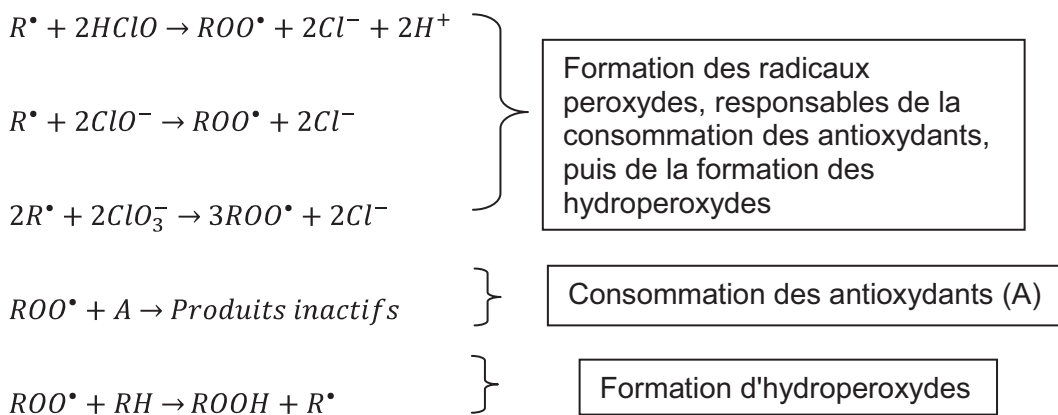 R• + 2HClO → ROO• + 2Cl⁻ + 2H⁺
R• + 2ClO⁻ → ROO• + 2Cl⁻
2R• + 2ClO₃⁻ → 3ROO• + 2Cl⁻
Formation des radicaux
peroxydes, responsables de la
consommation des antioxydants,
puis de la formation des
hydroperoxydes
ROO• + A → Produits inactifs
Consommation des antioxydants (A)
ROO• + RH → ROOH + R•
Formation d'hydroperoxydes